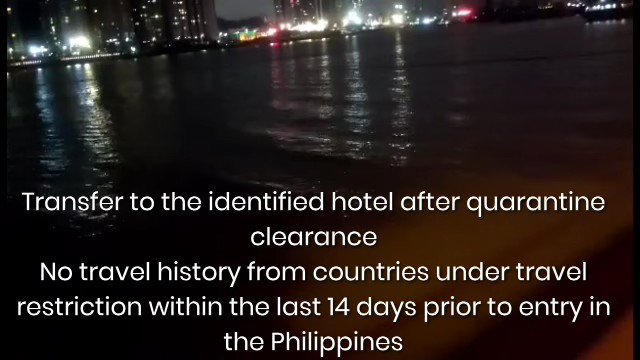 Transfer to the identified hotel after quarantine
clearance
No travel history from countries under travel
restriction within the last 14 days prior to entry in
the Philippines